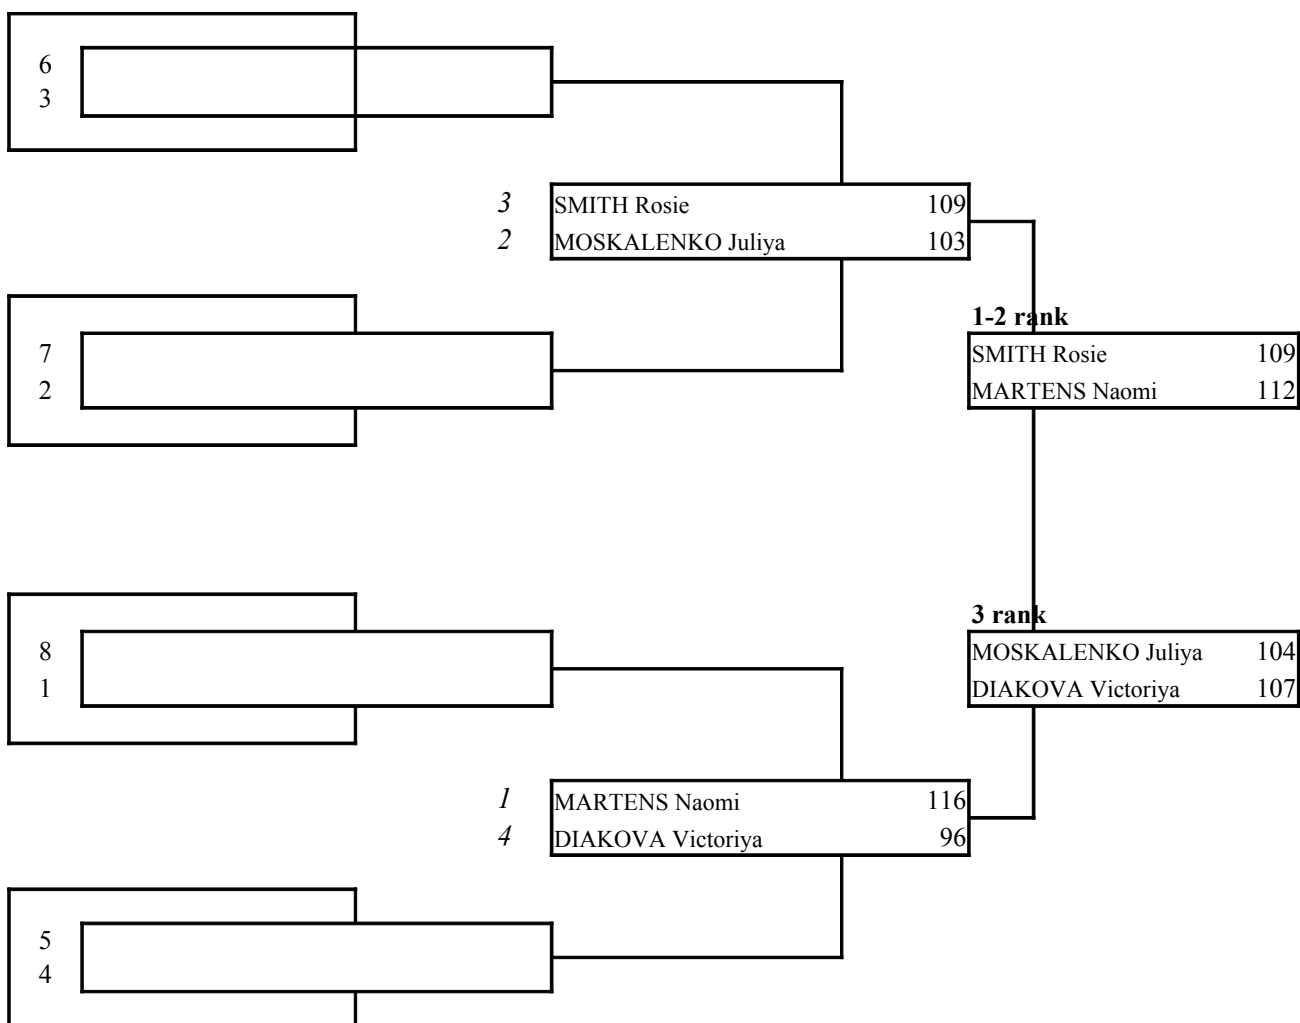 6
3
3 SMITH Rosie 109
2 MOSKALENKO Juliya 103
7
2
1-2 rank
SMITH Rosie 109
MARTENS Naomi 112
8
1
3 rank
MOSKALENKO Juliya 104
DIAKOVA Victoriya 107
1 MARTENS Naomi 116
4 DIAKOVA Victoriya 96
5
4